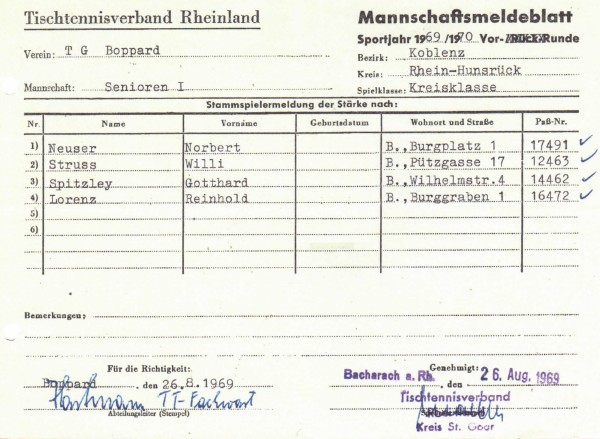 Tischtennisverband Rheinland
Mannschaftsmeldeblatt
Sportjahr 1969/1970 Vor-/Rück-Runde
Verein: T G Boppard
Bezirk: Koblenz
Kreis: Rhein-Hunsrück
Mannschaft: Senioren I
Spielklasse: Kreisklasse
Stammspielermeldung der Stärke nach:
Nr. Name Vorname Geburtsdatum Wohnort und Straße Paß-Nr.
1) Neuser Norbert B.,Burgplatz 1 17491
2) Struss Willi B.,Pützgasse 17 12463
3) Spitzley Gotthard B.,Wilhelmstr.4 14462
4) Lorenz Reinhold B.,Burggraben 1 16472
5)
6)
Bemerkungen:
Für die Richtigkeit:
Genehmigt:
Boppard, den 26.8.1969
Bacharach a. Rh., den 26. Aug. 1969
TT-Fachwart
Tischtennisverband
Abteilungsleiter (Stempel)
Kreis St. Goar